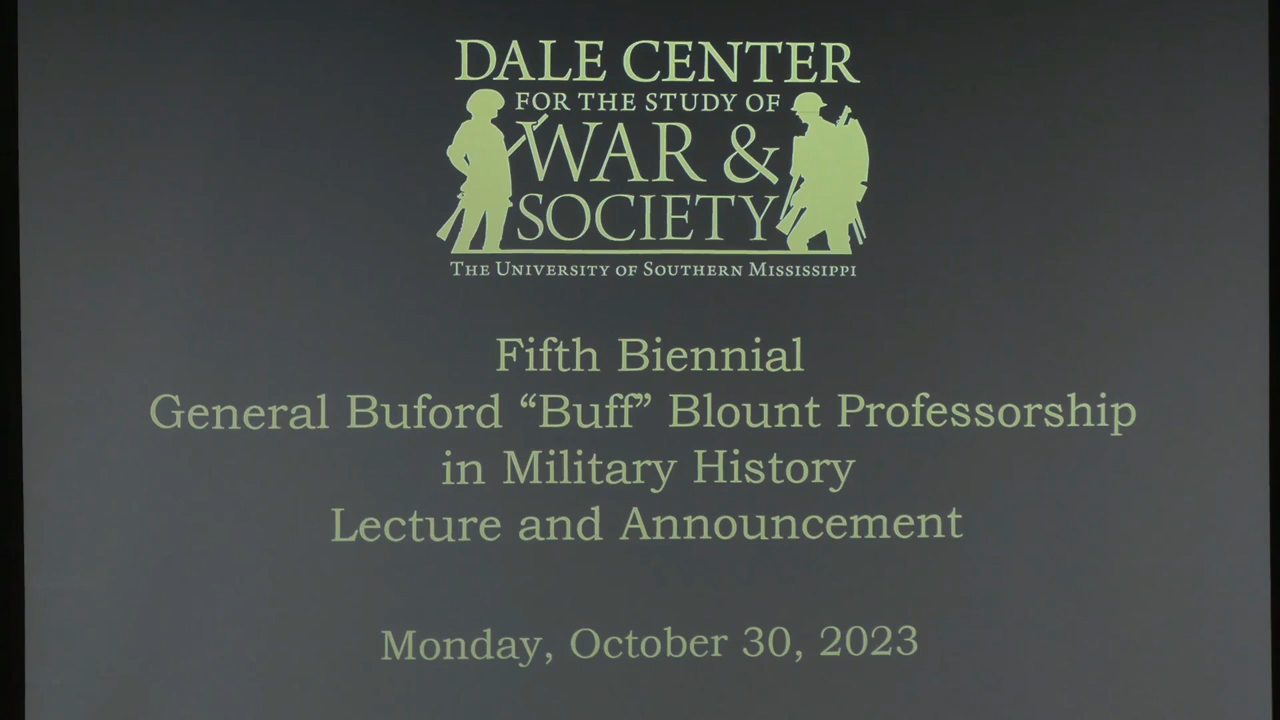 DALE CENTER
FOR THE STUDY OF
WAR &
SOCIETY
THE UNIVERSITY OF SOUTHERN MISSISSIPPI
Fifth Biennial
General Buford “Buff” Blount Professorship
in Military History
Lecture and Announcement
Monday, October 30, 2023